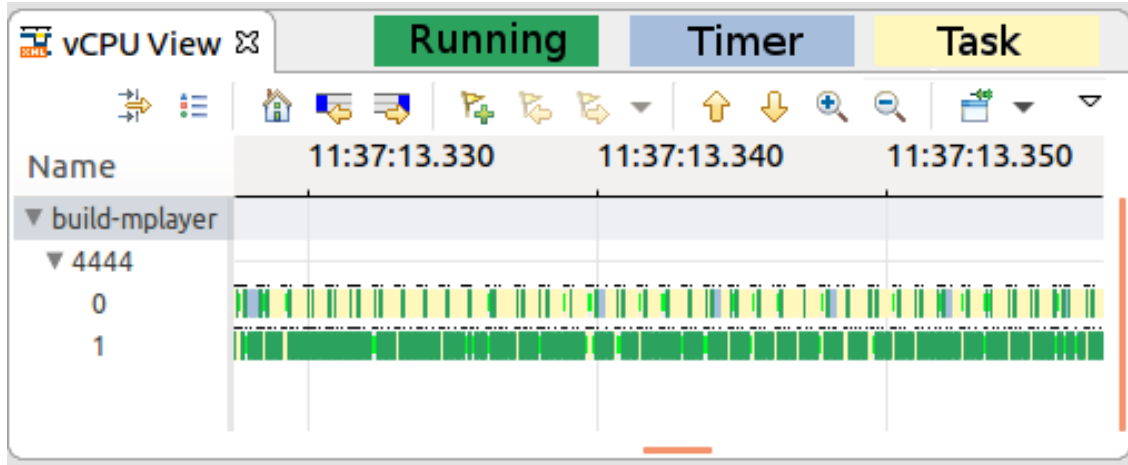 XML vCPU View Running Timer Task
Name 11:37:13.330 11:37:13.340 11:37:13.350
build-mplayer
4444
0
1